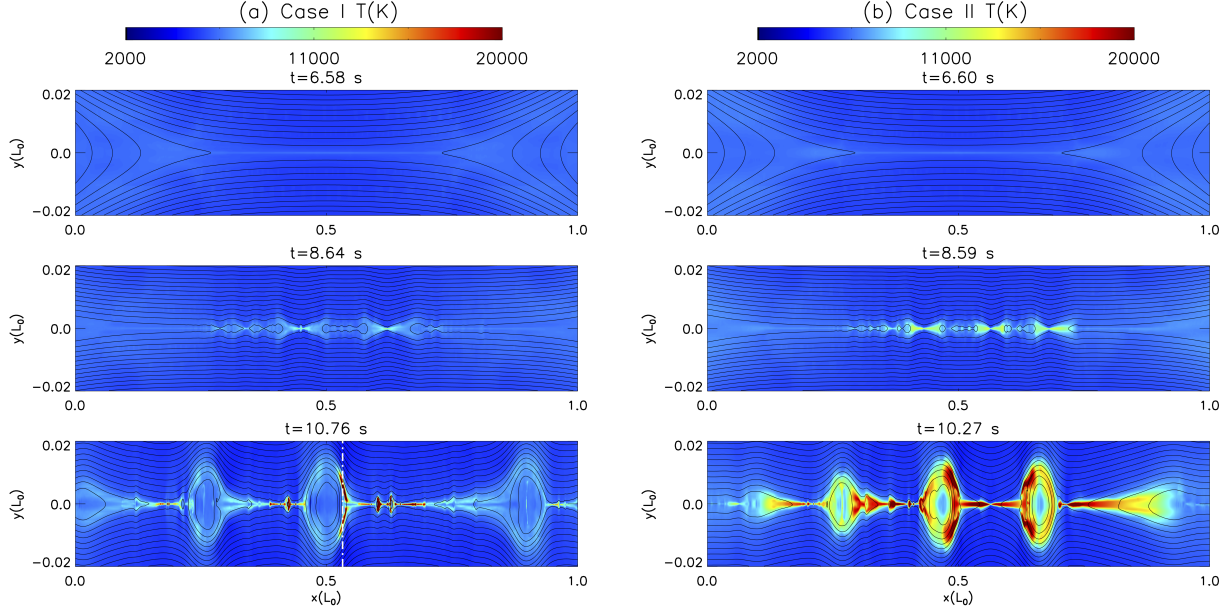 (a) Case I T(K)
2000 11000 20000
t=6.58 s
0.02
y(L₀) 0.0
−0.02
0.0 0.5 1.0
t=8.64 s
0.02
y(L₀) 0.0
−0.02
0.0 0.5 1.0
t=10.76 s
0.02
y(L₀) 0.0
−0.02
0.0 0.5 1.0
x(L₀)
(b) Case II T(K)
2000 11000 20000
t=6.60 s
0.02
y(L₀) 0.0
−0.02
0.0 0.5 1.0
t=8.59 s
0.02
y(L₀) 0.0
−0.02
0.0 0.5 1.0
t=10.27 s
0.02
y(L₀) 0.0
−0.02
0.0 0.5 1.0
x(L₀)